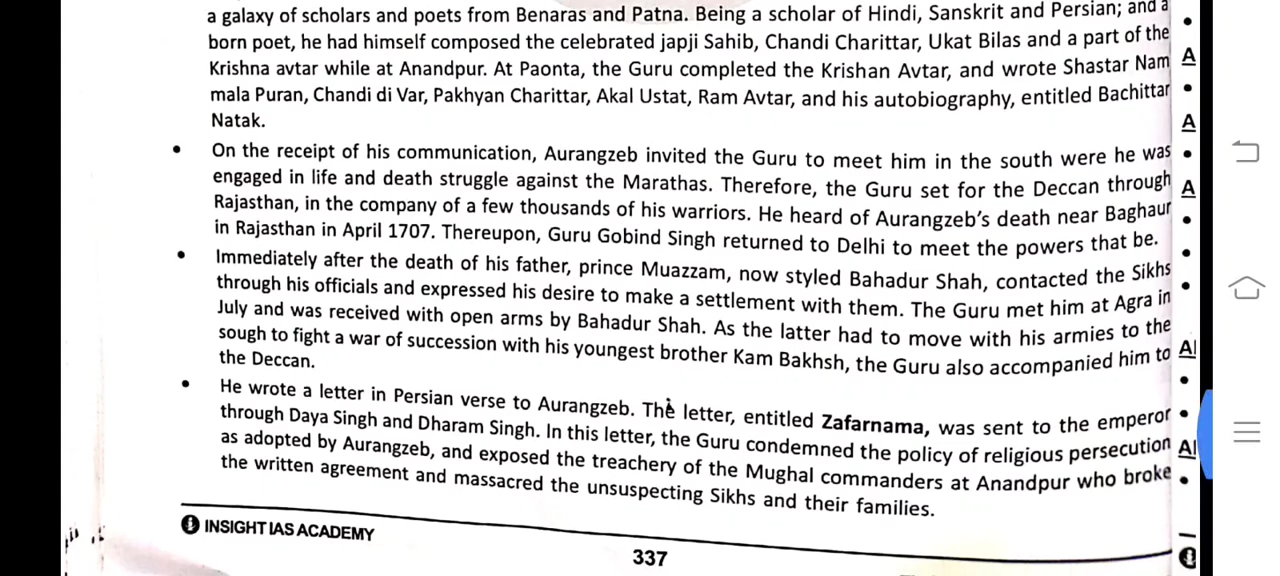 a galaxy of scholars and poets from Benaras and Patna. Being a scholar of Hindi, Sanskrit and Persian; and a
born poet, he had himself composed the celebrated japji Sahib, Chandi Charittar, Ukat Bilas and a part of the
Krishna avtar while at Anandpur. At Paonta, the Guru completed the Krishan Avtar, and wrote Shastar Nam
mala Puran, Chandi di Var, Pakhyan Charittar, Akal Ustat, Ram Avtar, and his autobiography, entitled Bachittar
Natak.
• On the receipt of his communication, Aurangzeb invited the Guru to meet him in the south were he was
engaged in life and death struggle against the Marathas. Therefore, the Guru set for the Deccan through
Rajasthan, in the company of a few thousands of his warriors. He heard of Aurangzeb's death near Baghaur
in Rajasthan in April 1707. Thereupon, Guru Gobind Singh returned to Delhi to meet the powers that be.
• Immediately after the death of his father, prince Muazzam, now styled Bahadur Shah, contacted the Sikhs
through his officials and expressed his desire to make a settlement with them. The Guru met him at Agra in
July and was received with open arms by Bahadur Shah. As the latter had to move with his armies to the
sough to fight a war of succession with his youngest brother Kam Bakhsh, the Guru also accompanied him to
the Deccan.
• He wrote a letter in Persian verse to Aurangzeb. The letter, entitled Zafarnama, was sent to the emperor
through Daya Singh and Dharam Singh. In this letter, the Guru condemned the policy of religious persecution
as adopted by Aurangzeb, and exposed the treachery of the Mughal commanders at Anandpur who broke
the written agreement and massacred the unsuspecting Sikhs and their families.
INSIGHT IAS ACADEMY
337
A
A
A